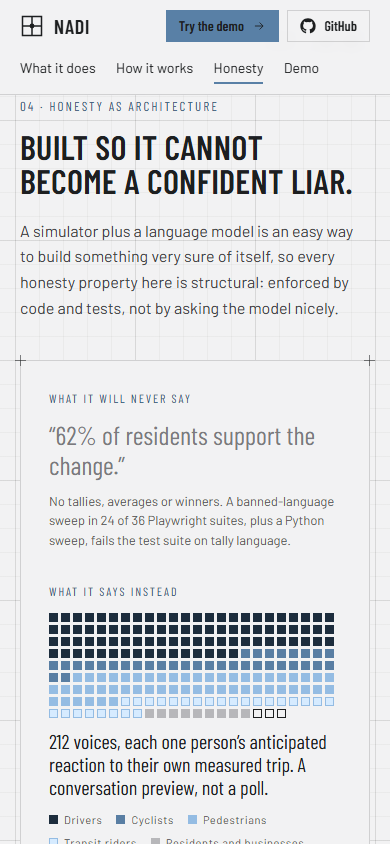 NADI
Try the demo →
GitHub
What it does
How it works
Honesty
Demo
04 · HONESTY AS ARCHITECTURE
BUILT SO IT CANNOT
BECOME A CONFIDENT LIAR.
A simulator plus a language model is an easy way
to build something very sure of itself, so every
honesty property here is structural: enforced by
code and tests, not by asking the model nicely.
WHAT IT WILL NEVER SAY
“62% of residents support the
change.”
No tallies, averages or winners. A banned-language
sweep in 24 of 36 Playwright suites, plus a Python
sweep, fails the test suite on tally language.
WHAT IT SAYS INSTEAD
212 voices, each one person’s anticipated
reaction to their own measured trip. A
conversation preview, not a poll.
Drivers
Cyclists
Pedestrians
Transit riders
Residents and businesses